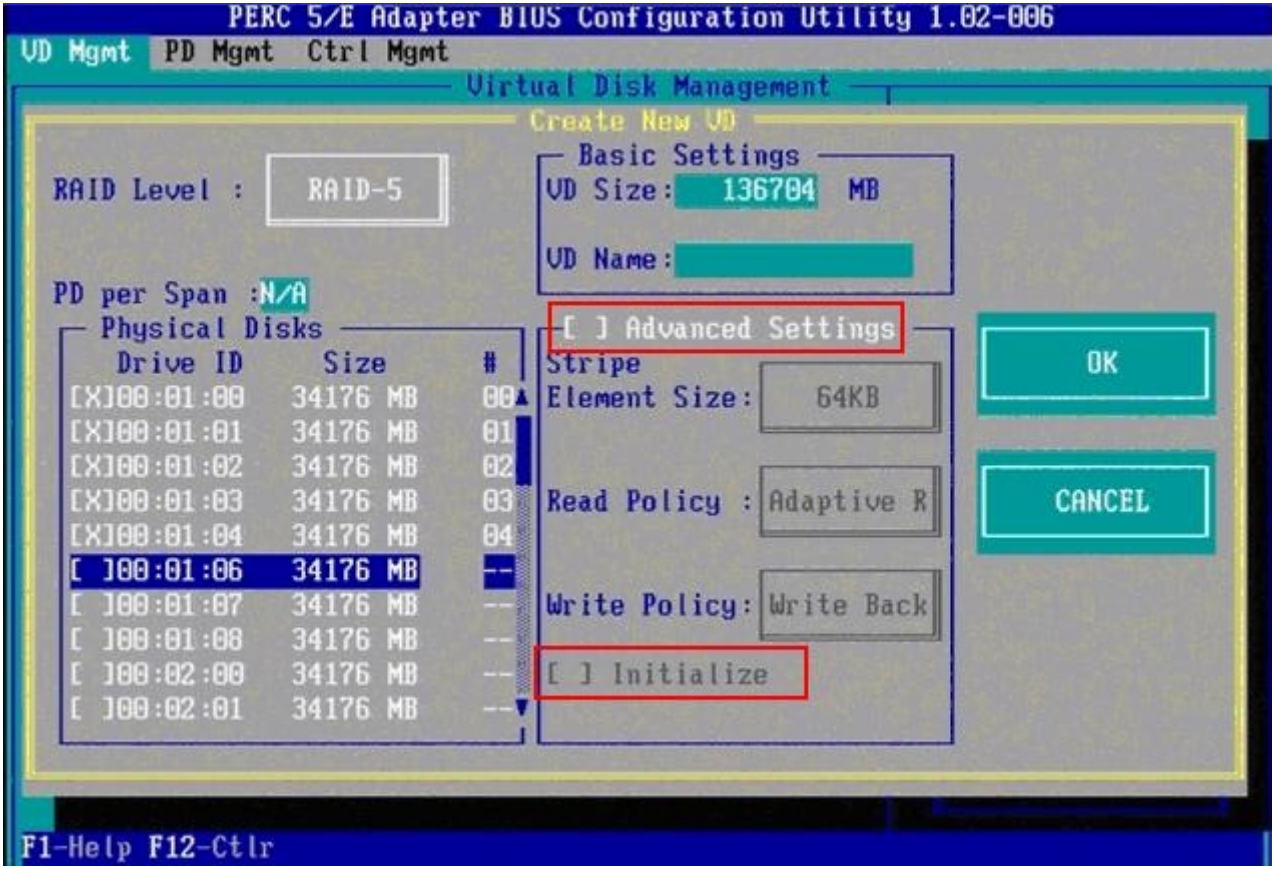 PERC 5/E Adapter BIOS Configuration Utility 1.02-006
VD Mgmt PD Mgmt Ctrl Mgmt
Virtual Disk Management
Create New VD
RAID Level : RAID-5
PD per Span :N/A
Physical Disks
Drive ID Size #
[X]00:01:00 34176 MB 00
[X]00:01:01 34176 MB 01
[X]00:01:02 34176 MB 02
[X]00:01:03 34176 MB 03
[X]00:01:04 34176 MB 04
[ ]00:01:06 34176 MB --
[ ]00:01:07 34176 MB --
[ ]00:01:08 34176 MB --
[ ]00:02:00 34176 MB --
[ ]00:02:01 34176 MB --
Basic Settings
VD Size: 136704 MB
VD Name:
[ ] Advanced Settings
Stripe
Element Size: 64KB
Read Policy : Adaptive R
Write Policy: Write Back
[ ] Initialize
OK
CANCEL
F1-Help F12-Ctlr